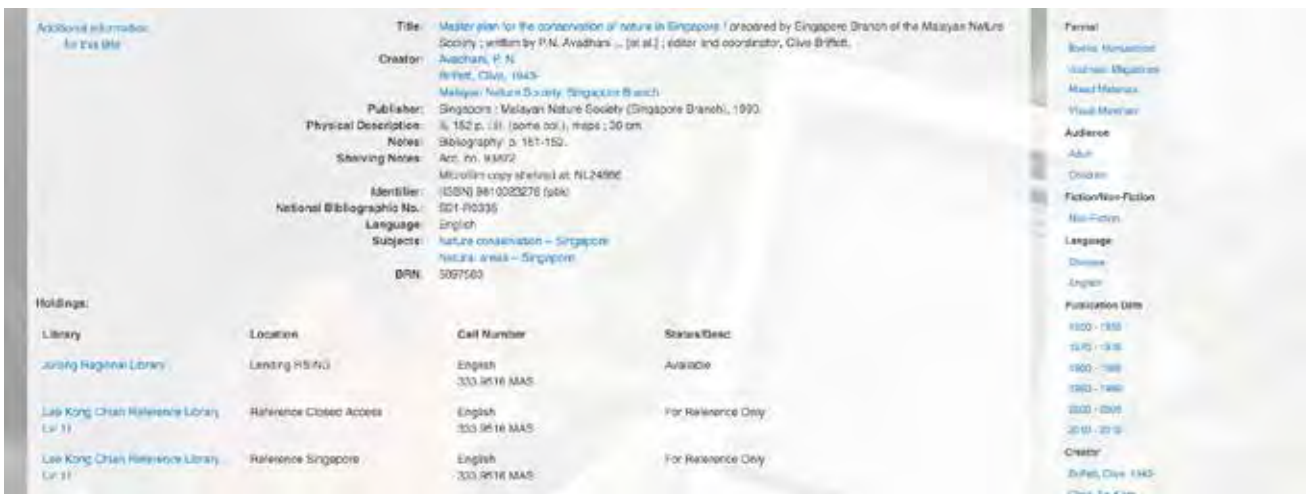 Additional information
for this title
Title: Master plan for the conservation of nature in Singapore / prepared by Singapore Branch of the Malayan Nature
Society ; written by P.N. Avadhani ... [et al.] ; editor and coordinator, Clive Briffett.
Creator: Avadhani, P. N.
Briffett, Clive, 1943-
Malayan Nature Society. Singapore Branch
Publisher: Singapore : Malayan Nature Society (Singapore Branch), 1990.
Physical Description: 152 p. : ill. (some col.), maps ; 30 cm.
Notes: Bibliography: p. 151-152.
Shelving Notes: Acc. no.
Microfilm copy shelved at:
Identifier: (ISBN) (pbk)
National Bibliographic No.:
Language: English
Subjects: Nature conservation -- Singapore
Natural areas -- Singapore
BRN:
Holdings:
Library Location Call Number Status/Desc
Jurong Regional Library Lending RSING English Available
333.9516 MAS
Lee Kong Chian Reference Library Reference Closed Access English For Reference Only
Lvl 11 333.9516 MAS
Lee Kong Chian Reference Library Reference Singapore English For Reference Only
Lvl 11 333.9516 MAS
Format
Mixed Materials
Visual Materials
Audience
Adult
Children
Fiction/Non-Fiction
Non-Fiction
Language
Chinese
English
Publication Date
Creator
Briffett, Clive, 1943-